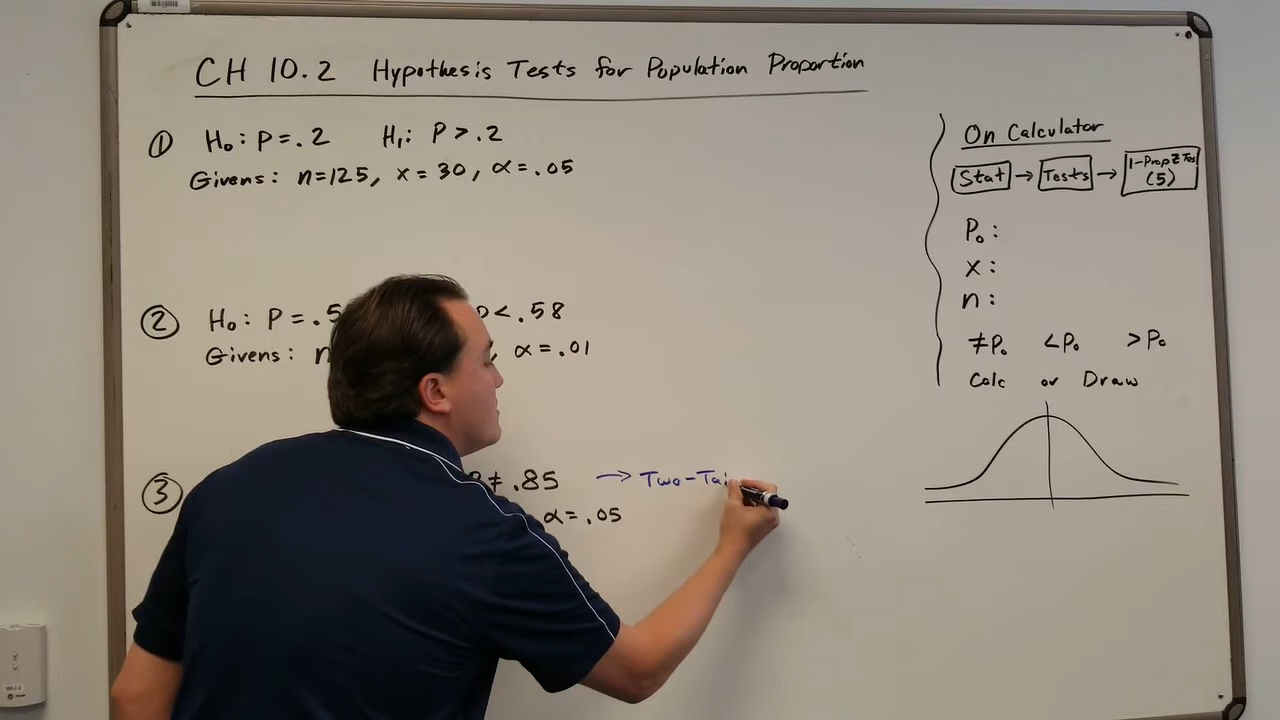 CH 10.2 Hypothesis Tests for Population Proportion
① H₀: P = .2 H₁: P > .2
Givens: n=125, x = 30, α = .05
② H₀: P = .5 P < .58
Givens: n , α = .01
③ P ≠ .85 → Two-Tai
α = .05
On Calculator
Stat → Tests → 1-PropZTes (5)
P₀:
x:
n:
≠P₀ <P₀ >P₀
Calc or Draw